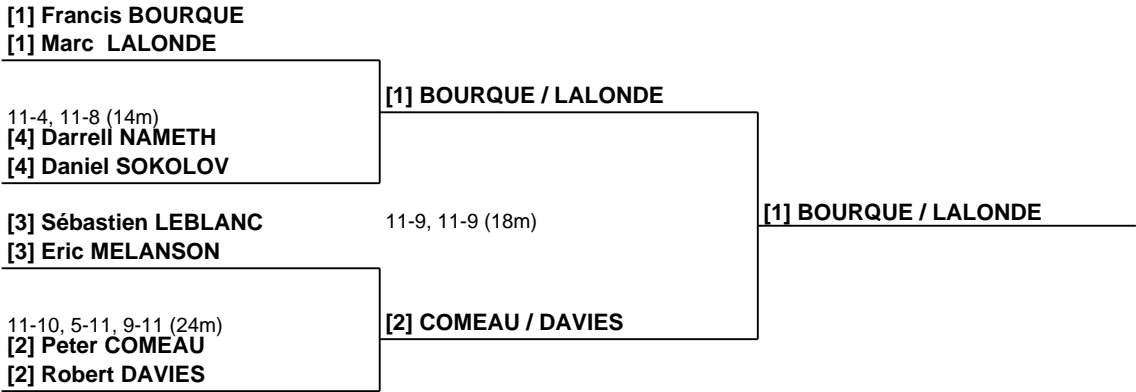 [1] Francis BOURQUE
[1] Marc LALONDE
[1] BOURQUE / LALONDE
11-4, 11-8 (14m)
[4] Darrell NAMETH
[4] Daniel SOKOLOV
[3] Sébastien LEBLANC
11-9, 11-9 (18m)
[1] BOURQUE / LALONDE
[3] Eric MELANSON
11-10, 5-11, 9-11 (24m)
[2] COMEAU / DAVIES
[2] Peter COMEAU
[2] Robert DAVIES